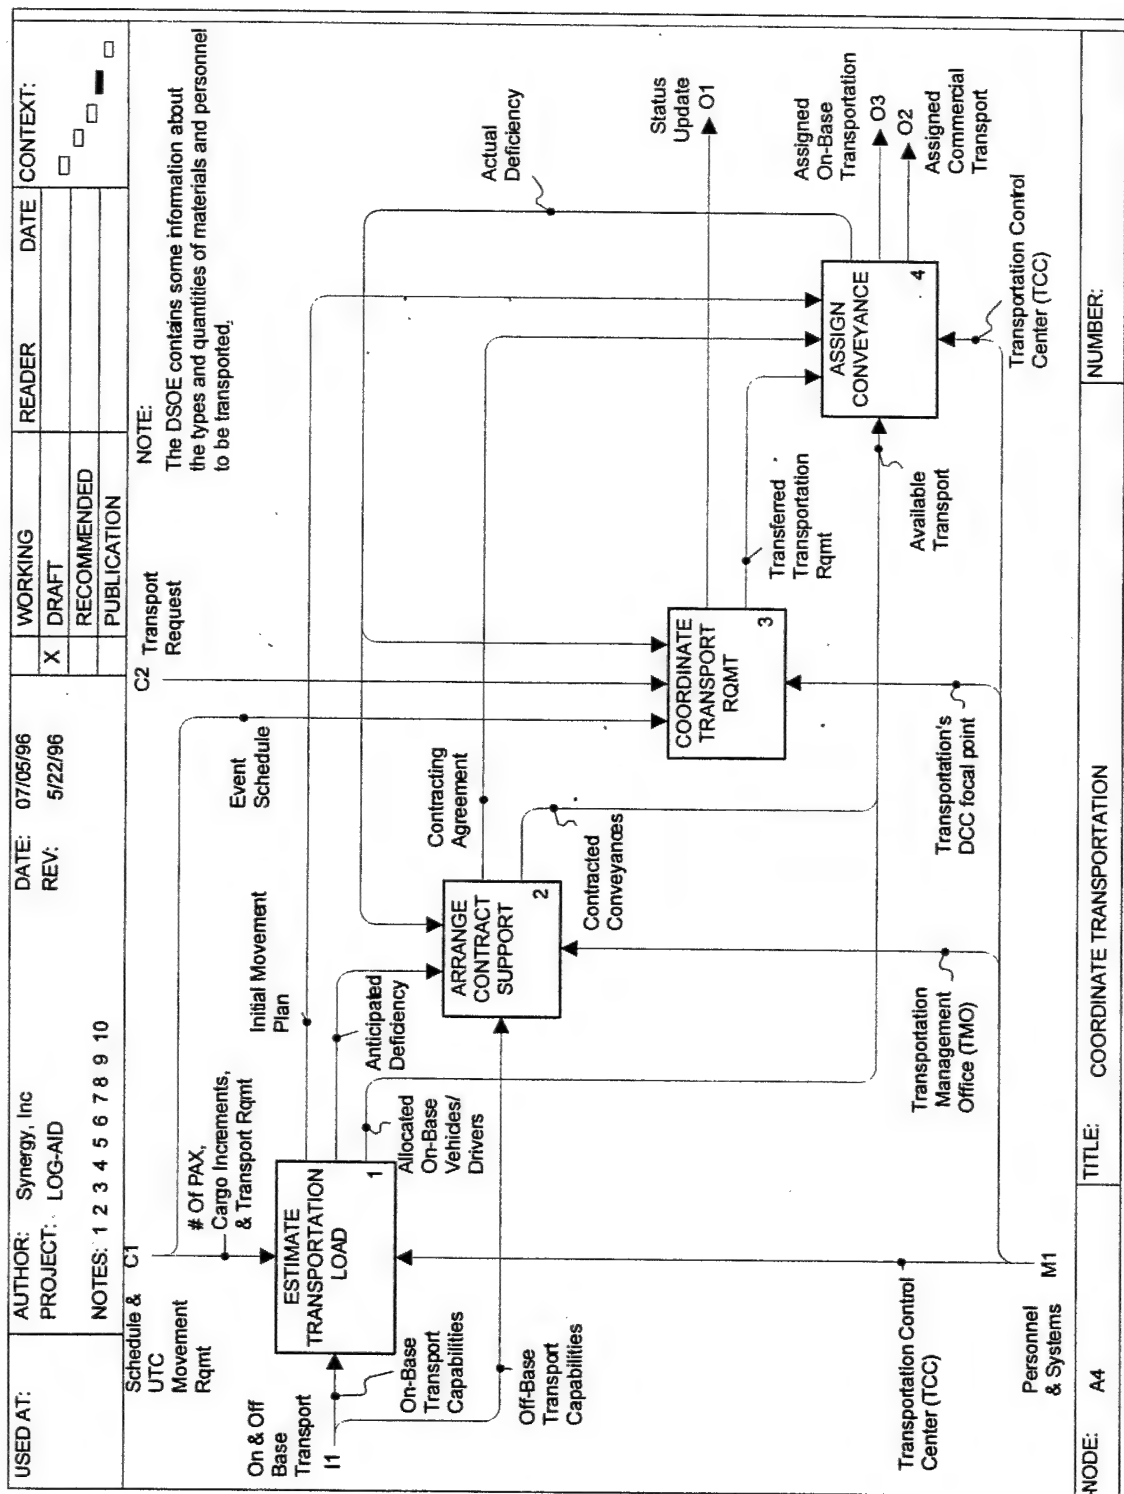 USED AT:
AUTHOR: Synergy, Inc
PROJECT: LOG-AID
NOTES: 1 2 3 4 5 6 7 8 9 10
DATE: 07/05/96
REV: 5/22/96
WORKING
X DRAFT
RECOMMENDED
PUBLICATION
READER DATE
CONTEXT:
Schedule &
UTC
Movement
Rqmt
C1
C2
Transport
Request
NOTE:
The DSOE contains some information about
the types and quantities of materials and personnel
to be transported.
# Of PAX,
Cargo Increments,
& Transport Rqmt
Event
Schedule
On & Off
Base
Transport
I1
ESTIMATE
TRANSPORTATION
LOAD
1
Initial Movement
Plan
Anticipated
Deficiency
Allocated
On-Base
Vehicles/
Drivers
On-Base
Transport
Capabilities
Off-Base
Transport
Capabilities
ARRANGE
CONTRACT
SUPPORT
2
Contracting
Agreement
Contracted
Conveyances
COORDINATE
TRANSPORT
RQMT
3
Actual
Deficiency
Transferred
Transportation
Rqmt
Status
Update
O1
ASSIGN
CONVEYANCE
4
Assigned
On-Base
Transportation
O3
O2
Assigned
Commercial
Transport
Available
Transport
Transportation Control
Center (TCC)
Transportation
Management
Office (TMO)
Transportation's
DCC focal point
Transportation Control
Center (TCC)
Personnel
& Systems
M1
NODE: A4
TITLE: COORDINATE TRANSPORTATION
NUMBER: